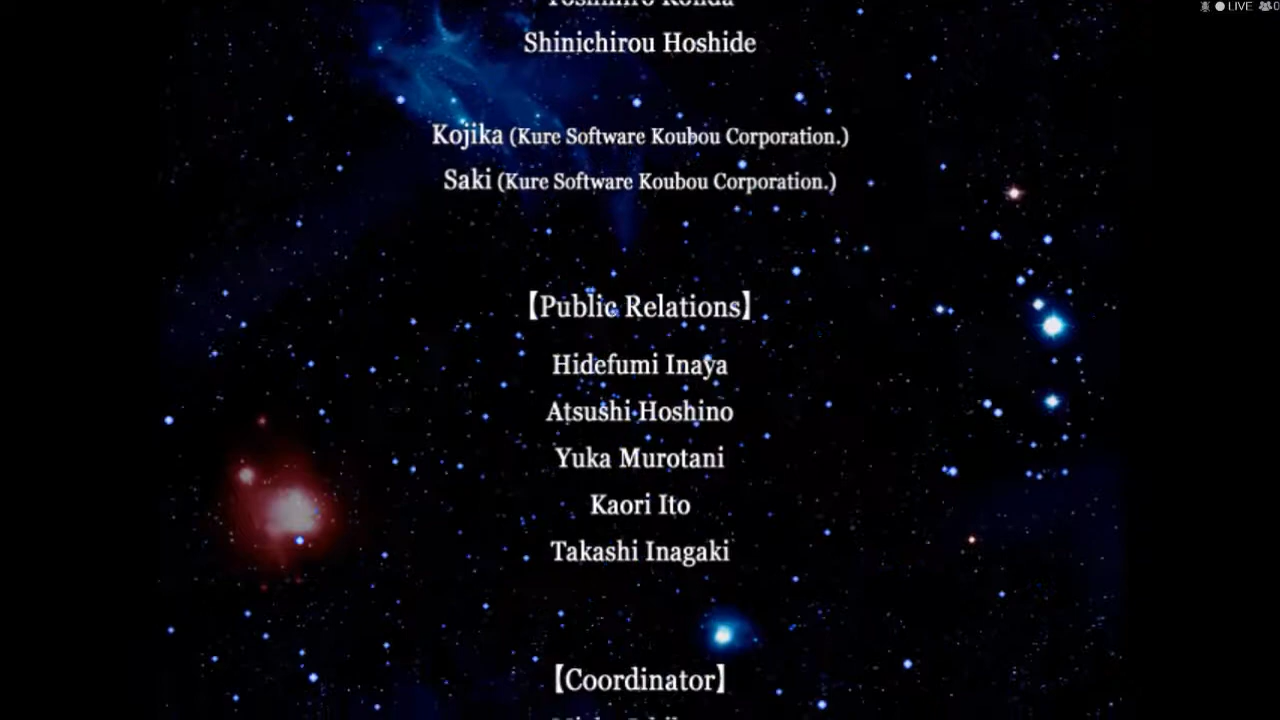 LIVE
Shinichirou Hoshide
Kojika (Kure Software Koubou Corporation.)
Saki (Kure Software Koubou Corporation.)
【Public Relations】
Hidefumi Inaya
Atsushi Hoshino
Yuka Murotani
Kaori Ito
Takashi Inagaki
【Coordinator】